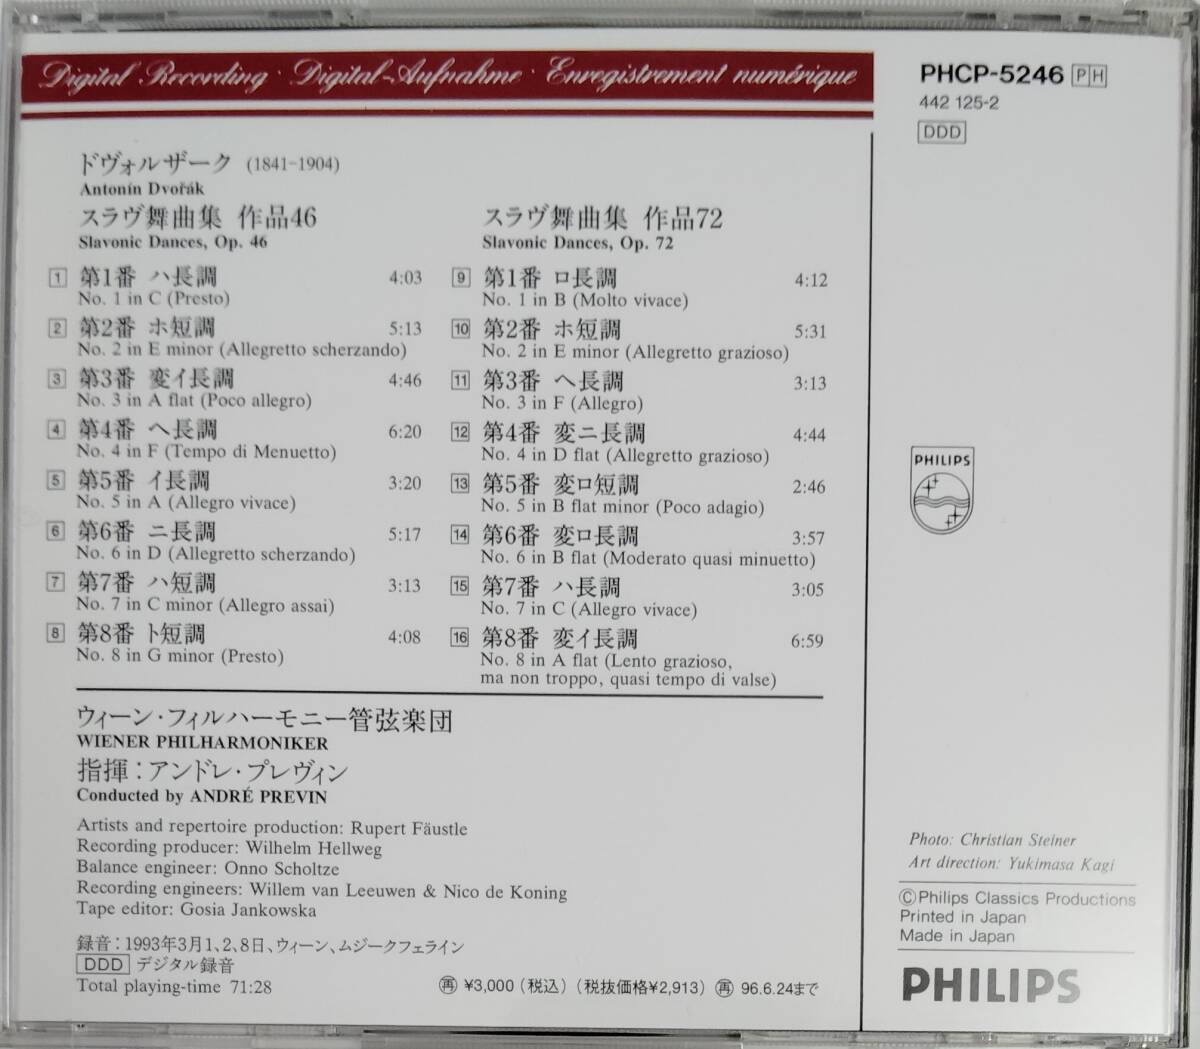 Digital Recording · Digital-Aufnahme · Enregistrement numérique
ドヴォルザーク (1841-1904)
Antonín Dvořák
スラヴ舞曲集 作品46
Slavonic Dances, Op. 46
1 第1番 ハ長調 4:03
No. 1 in C (Presto)
2 第2番 ホ短調 5:13
No. 2 in E minor (Allegretto scherzando)
3 第3番 変イ長調 4:46
No. 3 in A flat (Poco allegro)
4 第4番 ヘ長調 6:20
No. 4 in F (Tempo di Menuetto)
5 第5番 イ長調 3:20
No. 5 in A (Allegro vivace)
6 第6番 ニ長調 5:17
No. 6 in D (Allegretto scherzando)
7 第7番 ハ短調 3:13
No. 7 in C minor (Allegro assai)
8 第8番 ト短調 4:08
No. 8 in G minor (Presto)
スラヴ舞曲集 作品72
Slavonic Dances, Op. 72
9 第1番 ロ長調 4:12
No. 1 in B (Molto vivace)
10 第2番 ホ短調 5:31
No. 2 in E minor (Allegretto grazioso)
11 第3番 ヘ長調 3:13
No. 3 in F (Allegro)
12 第4番 変ニ長調 4:44
No. 4 in D flat (Allegretto grazioso)
13 第5番 変ロ短調 2:46
No. 5 in B flat minor (Poco adagio)
14 第6番 変ロ長調 3:57
No. 6 in B flat (Moderato quasi minuetto)
15 第7番 ハ長調 3:05
No. 7 in C (Allegro vivace)
16 第8番 変イ長調 6:59
No. 8 in A flat (Lento grazioso,
ma non troppo, quasi tempo di valse)
ウィーン・フィルハーモニー管弦楽団
WIENER PHILHARMONIKER
指揮：アンドレ・プレヴィン
Conducted by ANDRÉ PREVIN
Artists and repertoire production: Rupert Fäustle
Recording producer: Wilhelm Hellweg
Balance engineer: Onno Scholtze
Recording engineers: Willem van Leeuwen & Nico de Koning
Tape editor: Gosia Jankowska
録音：1993年3月1、2、8日、ウィーン、ムジークフェライン
DDD デジタル録音
Total playing-time 71:28
再 ¥3,000（税込）（税抜価格¥2,913） 再 96.6.24まで
PHCP-5246 PH
442 125-2
DDD
PHILIPS
Photo: Christian Steiner
Art direction: Yukimasa Kagi
©Philips Classics Productions
Printed in Japan
Made in Japan
PHILIPS